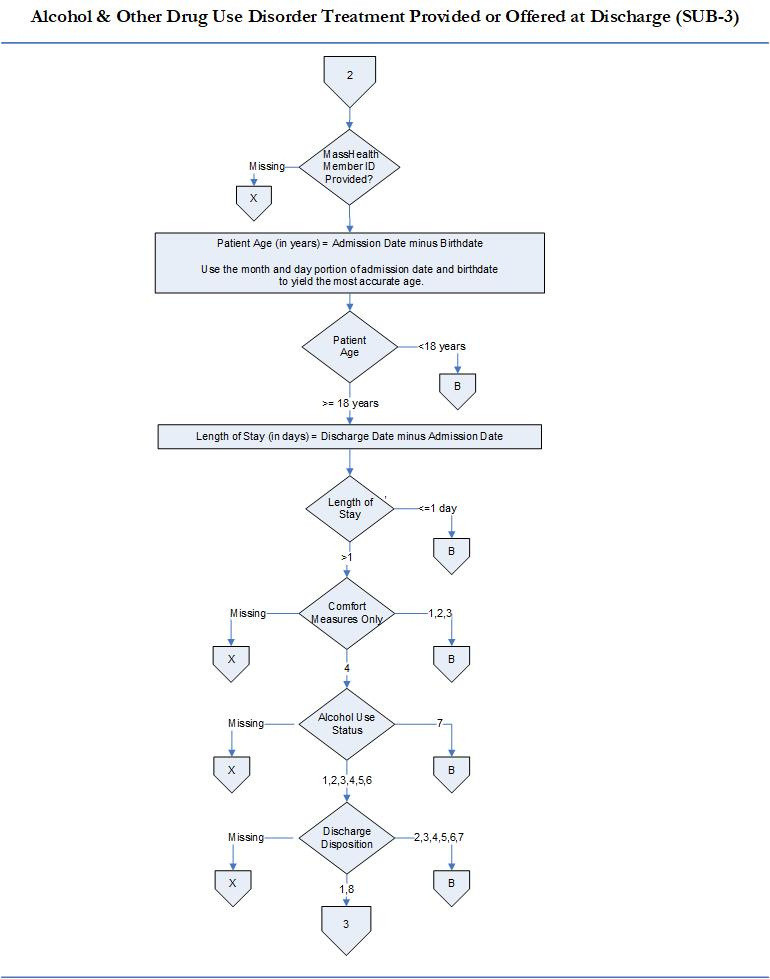 Alcohol & Other Drug Use Disorder Treatment Provided or Offered at Discharge (SUB-3)
2
MassHealth
Member ID
Provided?
Missing
X
Patient Age (in years) = Admission Date minus Birthdate
Use the month and day portion of admission date and birthdate
to yield the most accurate age.
Patient
Age
<18 years
B
>= 18 years
Length of Stay (in days) = Discharge Date minus Admission Date
Length of
Stay
<=1 day
B
>1
Comfort
Measures Only
Missing
1,2,3
X
B
4
Alcohol Use
Status
Missing
7
X
B
1,2,3,4,5,6
Discharge
Disposition
Missing
2,3,4,5,6,7
X
B
1,8
3